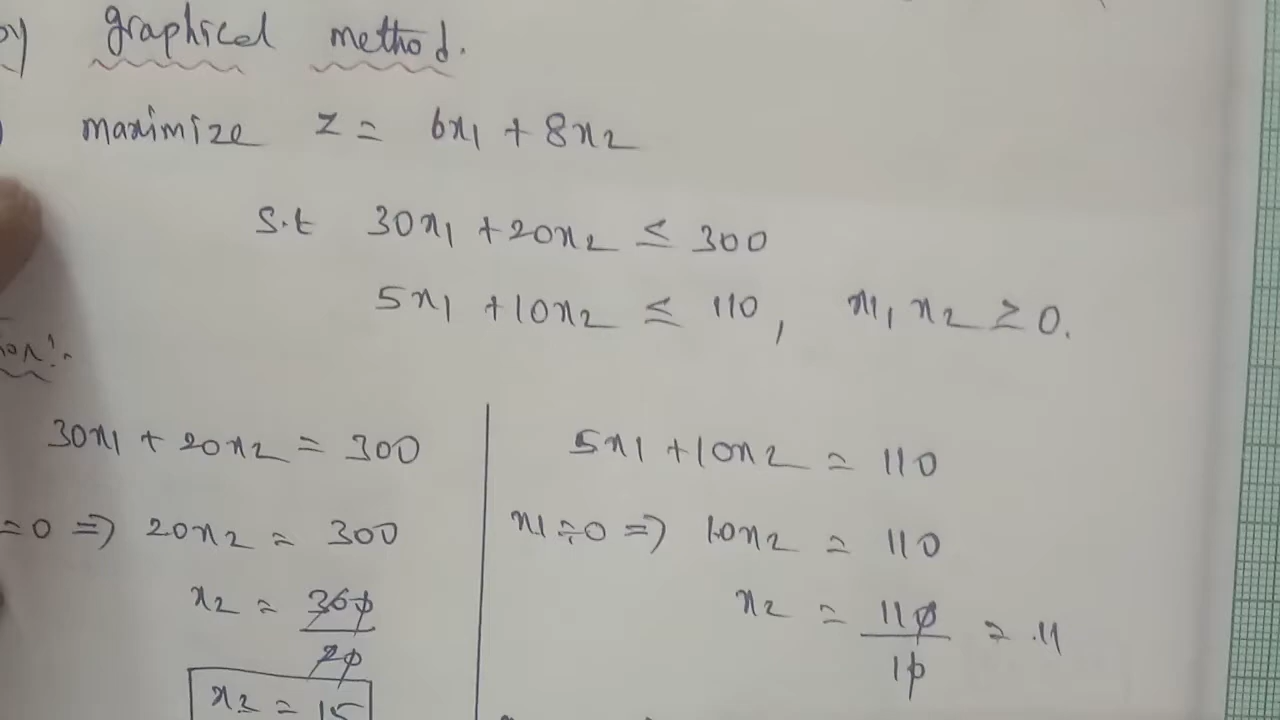 graphical method.
maximize z = 6x1 + 8x2
s.t 30x1 + 20x2 ≤ 300
5x1 + 10x2 ≤ 110, x1, x2 ≥ 0.
30x1 + 20x2 = 300
=0 => 20x2 = 300
x2 = 300/20
x2 = 15
5x1 + 10x2 = 110
x1 = 0 => 10x2 = 110
x2 = 110/10 = 11